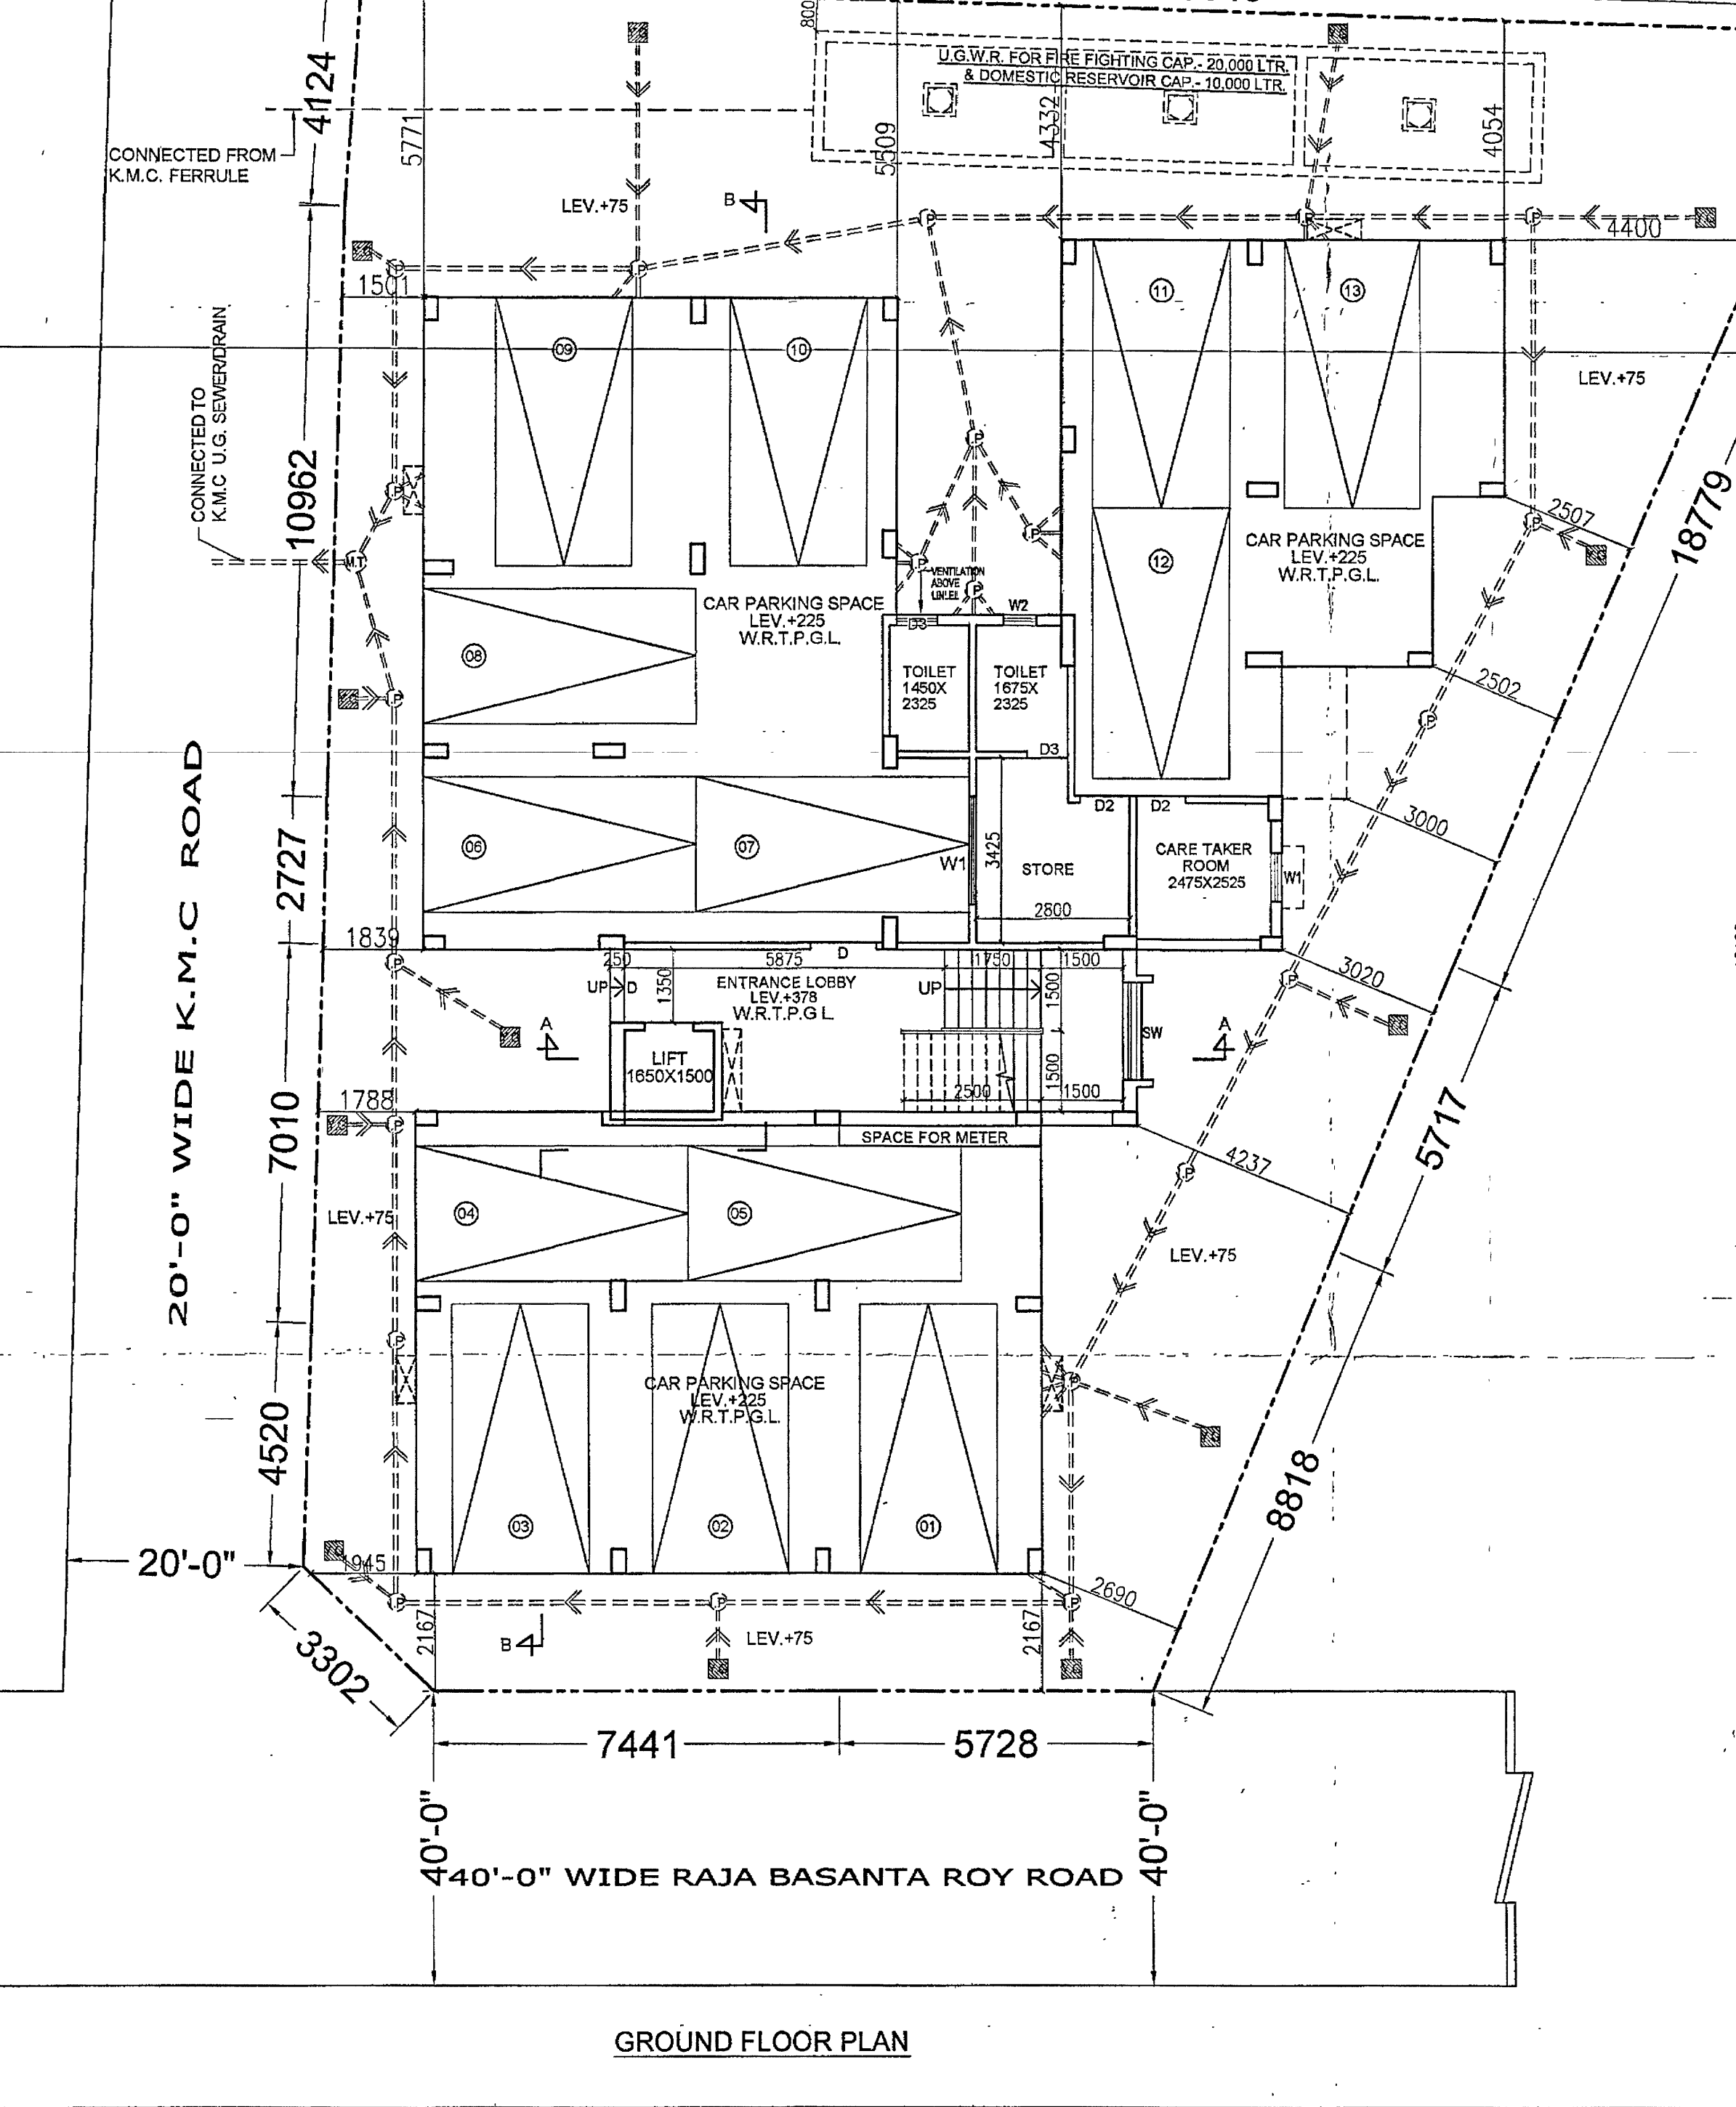 800
4124
5771
U.G.W.R. FOR FIRE FIGHTING CAP.- 20,000 LTR.
& DOMESTIC RESERVOIR CAP.- 10,000 LTR.
5509
4332
4054
CONNECTED FROM
K.M.C. FERRULE
LEV.+75
B
4400
1501
CONNECTED TO
K.M.C U.G. SEWER/DRAIN
10962
09
10
11
13
LEV.+75
18779
2507
M.T
VENTILATION
ABOVE
W2
D3
CAR PARKING SPACE
LEV.+225
W.R.T.P.G.L.
12
CAR PARKING SPACE
LEV.+225
W.R.T.P.G.L.
08
TOILET
1450X
2325
TOILET
1675X
2325
2502
D3
20'-0" WIDE K.M.C ROAD
2727
06
07
W1
3425
STORE
2800
D2
D2
CARE TAKER
ROOM
2475X2525
W1
3000
1839
250
5875
D
1750
1500
3020
UP
D
1350
ENTRANCE LOBBY
LEV.+378
W.R.T.P.G L.
UP
1500
A
LIFT
1650X1500
2500
1500
1500
SW
A
7010
1788
SPACE FOR METER
4237
5717
LEV.+75
04
05
LEV.+75
4520
CAR PARKING SPACE
LEV.+225
W.R.T.P.G.L.
8818
03
02
01
20'-0"
1945
2690
3302
2167
B
LEV.+75
2167
7441
5728
40'-0"
40'-0" WIDE RAJA BASANTA ROY ROAD
40'-0"
GROUND FLOOR PLAN